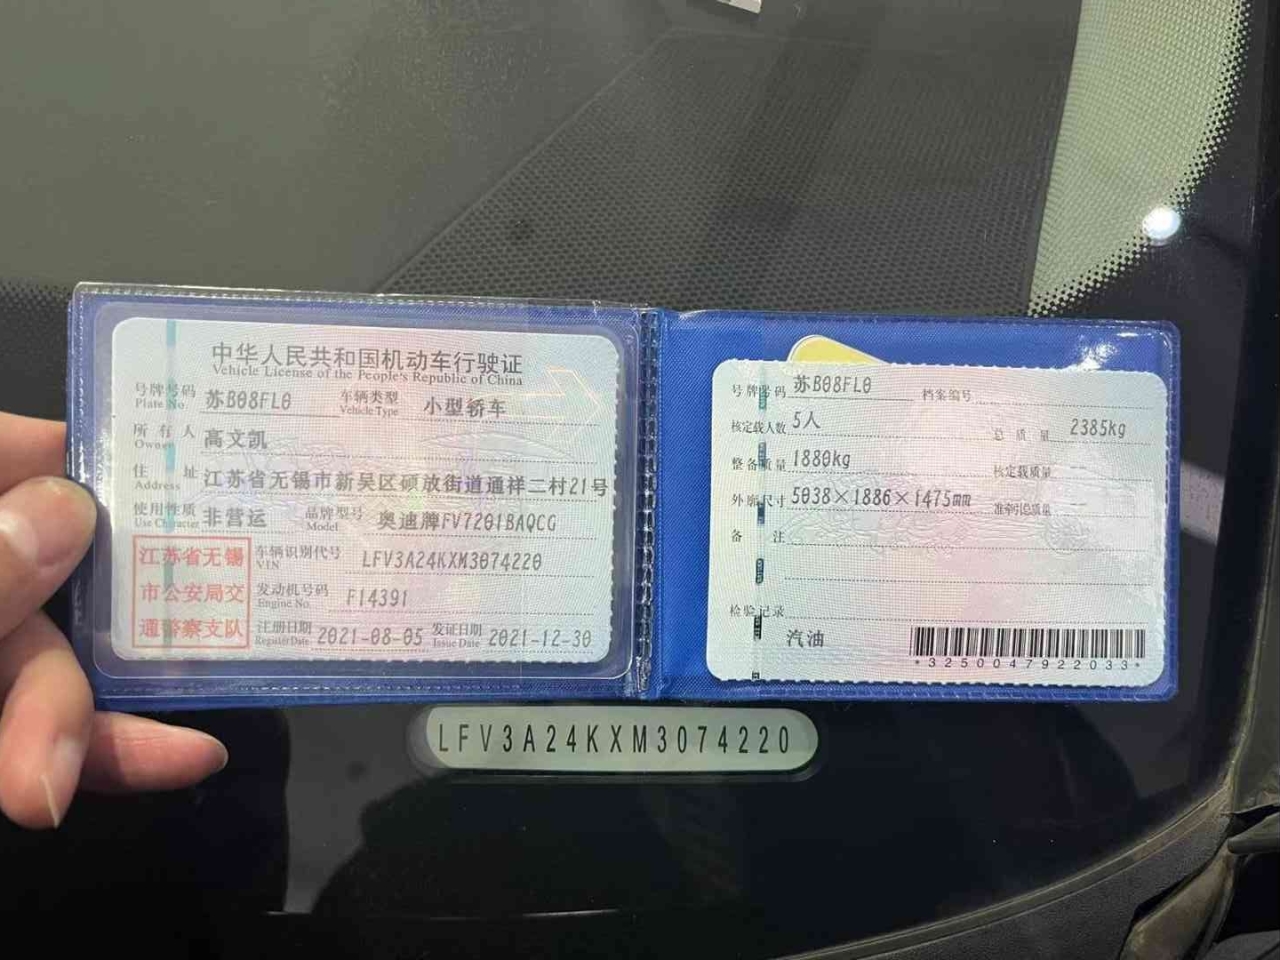 中华人民共和国机动车行驶证
Vehicle License of the People's Republic of China
号牌号码 Plate No. 苏B08FL0 车辆类型 Vehicle Type 小型轿车
所有人 Owner 高文凯
住址 Address 江苏省无锡市新吴区硕放街道通祥二村21号
使用性质 Use Character 非营运 品牌型号 Model 奥迪牌FV7201BAQCG
江苏省无锡市公安局交通警察支队
车辆识别代号 VIN LFV3A24KXM3074220
发动机号码 Engine No. F14391
注册日期 Register Date 2021-08-05 发证日期 Issue Date 2021-12-30
号牌号码 苏B08FL0 档案编号
核定载人数 5人 总质量 2385kg
整备质量 1880kg 核定载质量 --
外廓尺寸 5038×1886×1475mm 准牵引总质量 --
备注
检验记录
汽油
*3250047922033*
LFV3A24KXM3074220